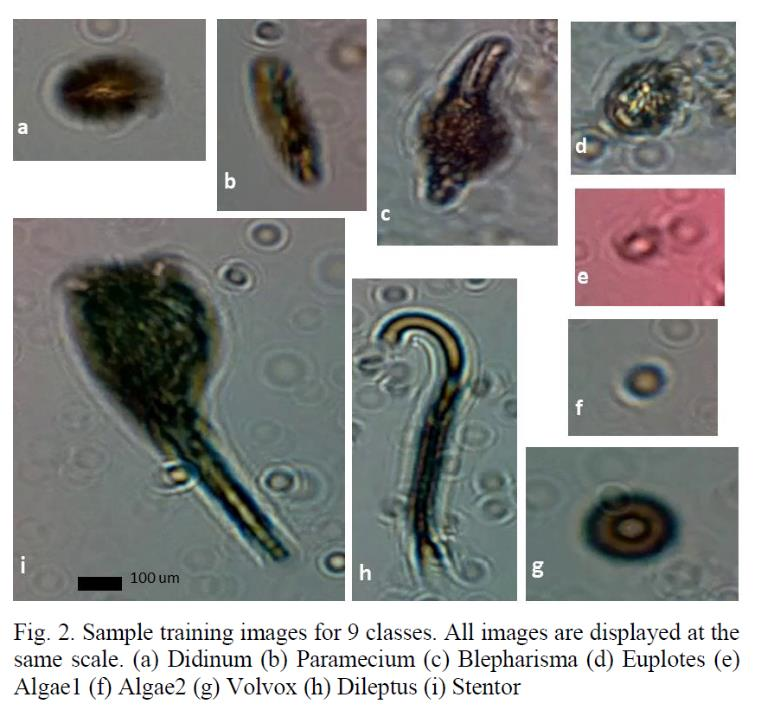 a
b
c
d
e
f
g
h
i
100 um
Fig. 2. Sample training images for 9 classes. All images are displayed at the
same scale. (a) Didinum (b) Paramecium (c) Blepharisma (d) Euplotes (e)
Algae1 (f) Algae2 (g) Volvox (h) Dileptus (i) Stentor